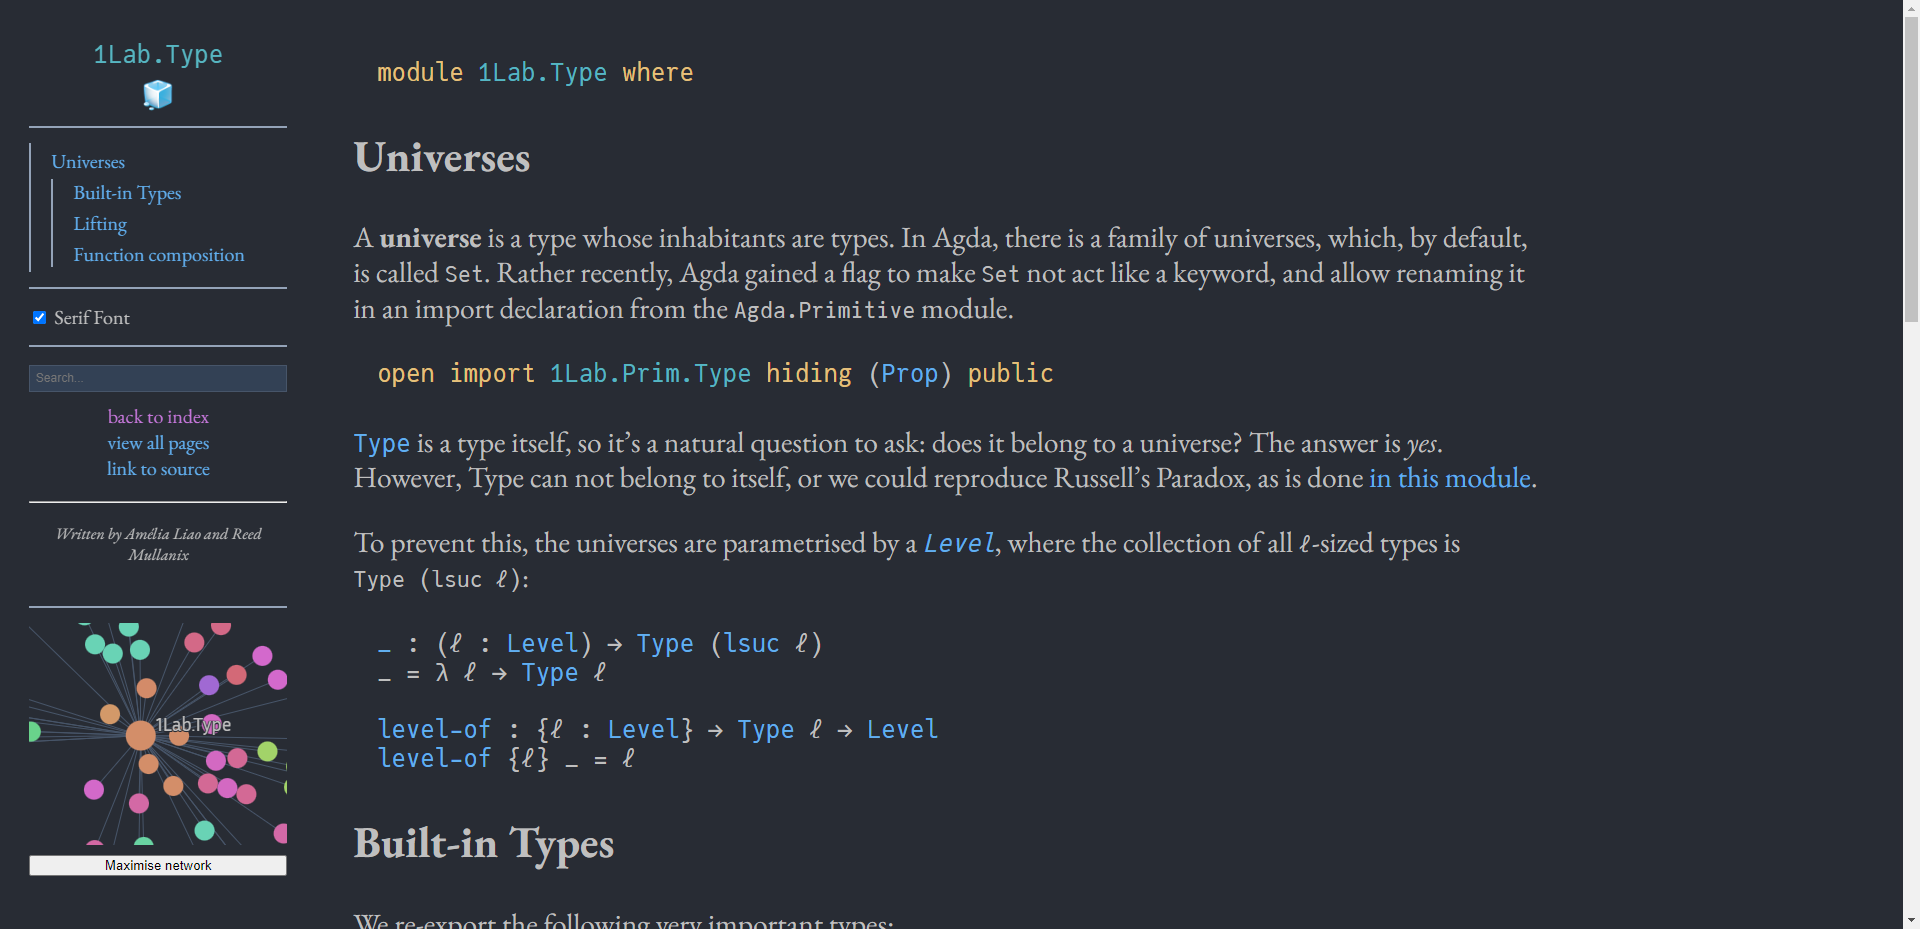 1Lab.Type
Universes
Built-in Types
Lifting
Function composition
Serif Font
Search...
back to index
view all pages
link to source
Written by Amélia Liao and Reed
Mullanix
1Lab.Type
Maximise network
module 1Lab.Type where
Universes
A universe is a type whose inhabitants are types. In Agda, there is a family of universes, which, by default,
is called Set. Rather recently, Agda gained a flag to make Set not act like a keyword, and allow renaming it
in an import declaration from the Agda.Primitive module.
open import 1Lab.Prim.Type hiding (Prop) public
Type is a type itself, so it’s a natural question to ask: does it belong to a universe? The answer is yes.
However, Type can not belong to itself, or we could reproduce Russell’s Paradox, as is done in this module.
To prevent this, the universes are parametrised by a Level, where the collection of all ℓ-sized types is
Type (lsuc ℓ):
_ : (ℓ : Level) → Type (lsuc ℓ)
_ = λ ℓ → Type ℓ
level-of : {ℓ : Level} → Type ℓ → Level
level-of {ℓ} _ = ℓ
Built-in Types
We re-export the following very important types: